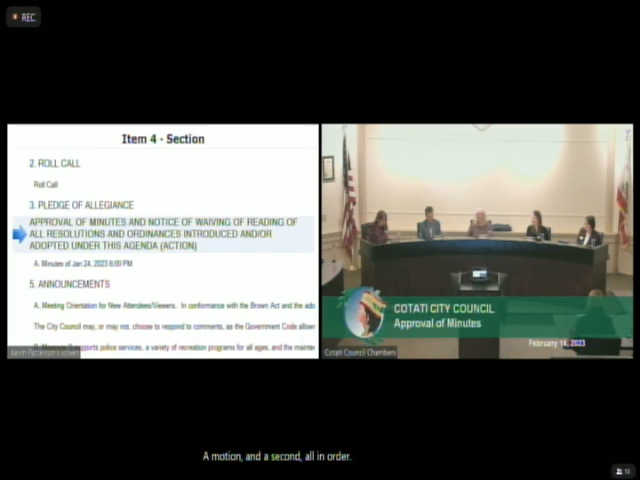 REC
Item 4 - Section
2. ROLL CALL
Roll Call
3. PLEDGE OF ALLEGIANCE
APPROVAL OF MINUTES AND NOTICE OF WAIVING OF READING OF
ALL RESOLUTIONS AND ORDINANCES INTRODUCED AND/OR
ADOPTED UNDER THIS AGENDA (ACTION)
A. Minutes of Jan 24, 2023 6:00 PM
5. ANNOUNCEMENTS
A. Meeting Orientation for New Attendees/Viewers. In conformance with the Brown Act and the ado
The City Council may, or may not, choose to respond to comments, as the Government Code allows
supports police services, a variety of recreation programs for all ages, and the mainte
Kevin Patterson's screen
COTATI CITY COUNCIL
Approval of Minutes
February 14, 2023
Cotati Council Chambers
A motion, and a second, all in order.